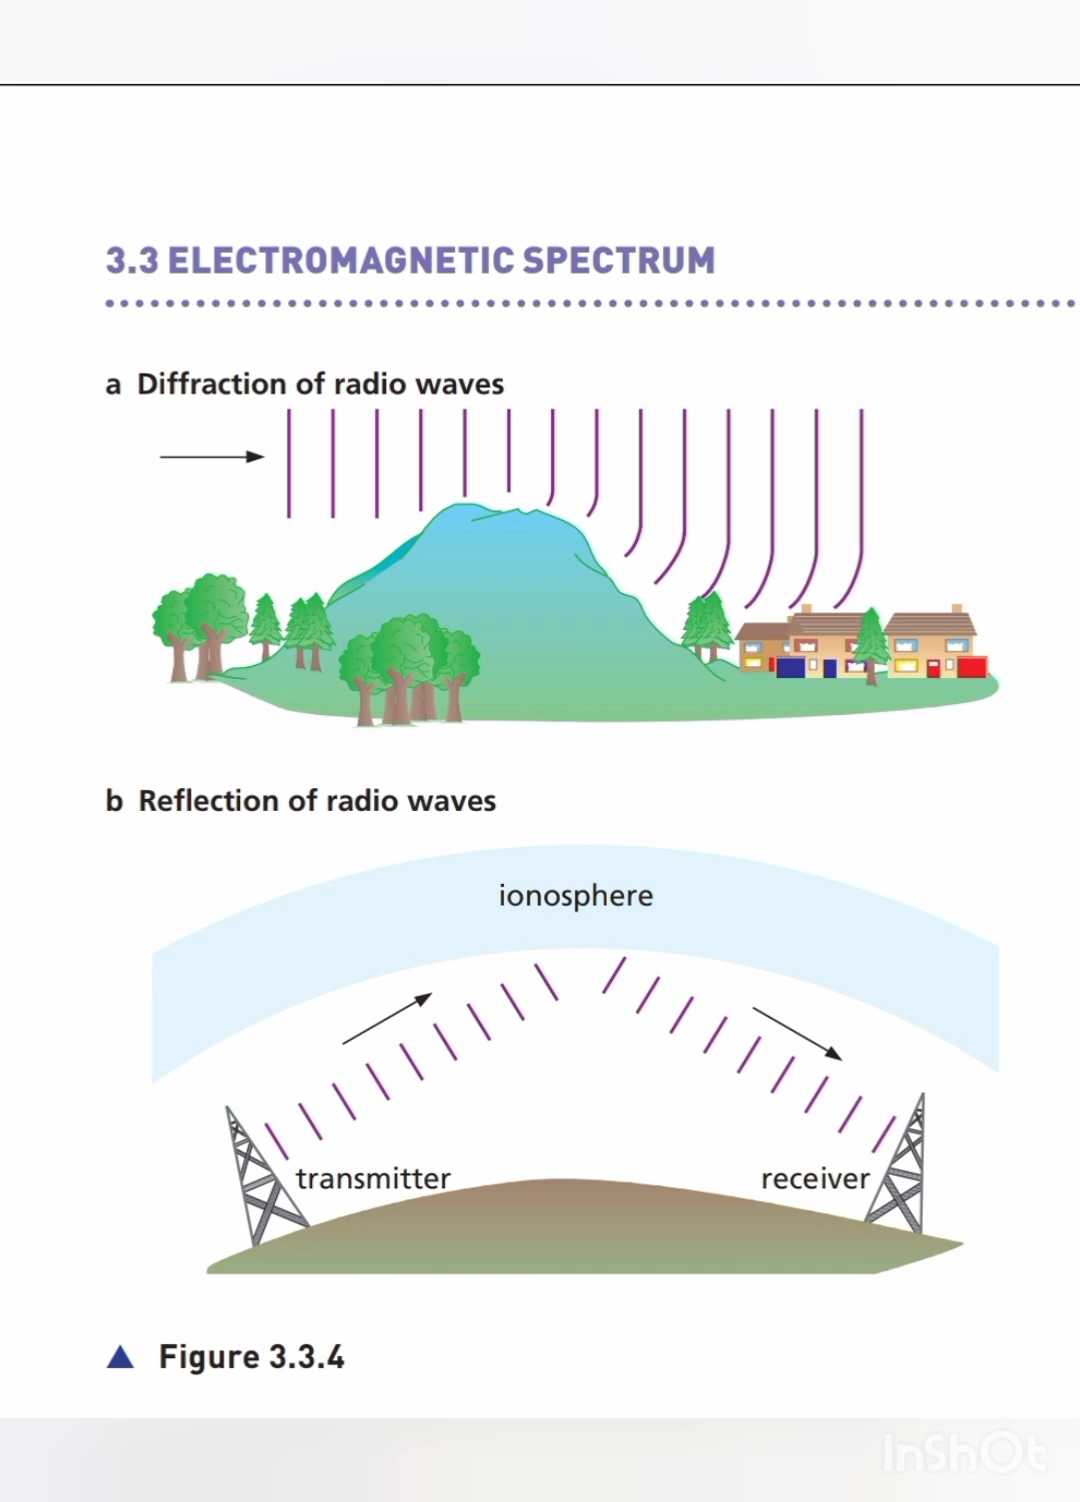 3.3 ELECTROMAGNETIC SPECTRUM
a Diffraction of radio waves
b Reflection of radio waves
ionosphere
transmitter
receiver
Figure 3.3.4
InShOt